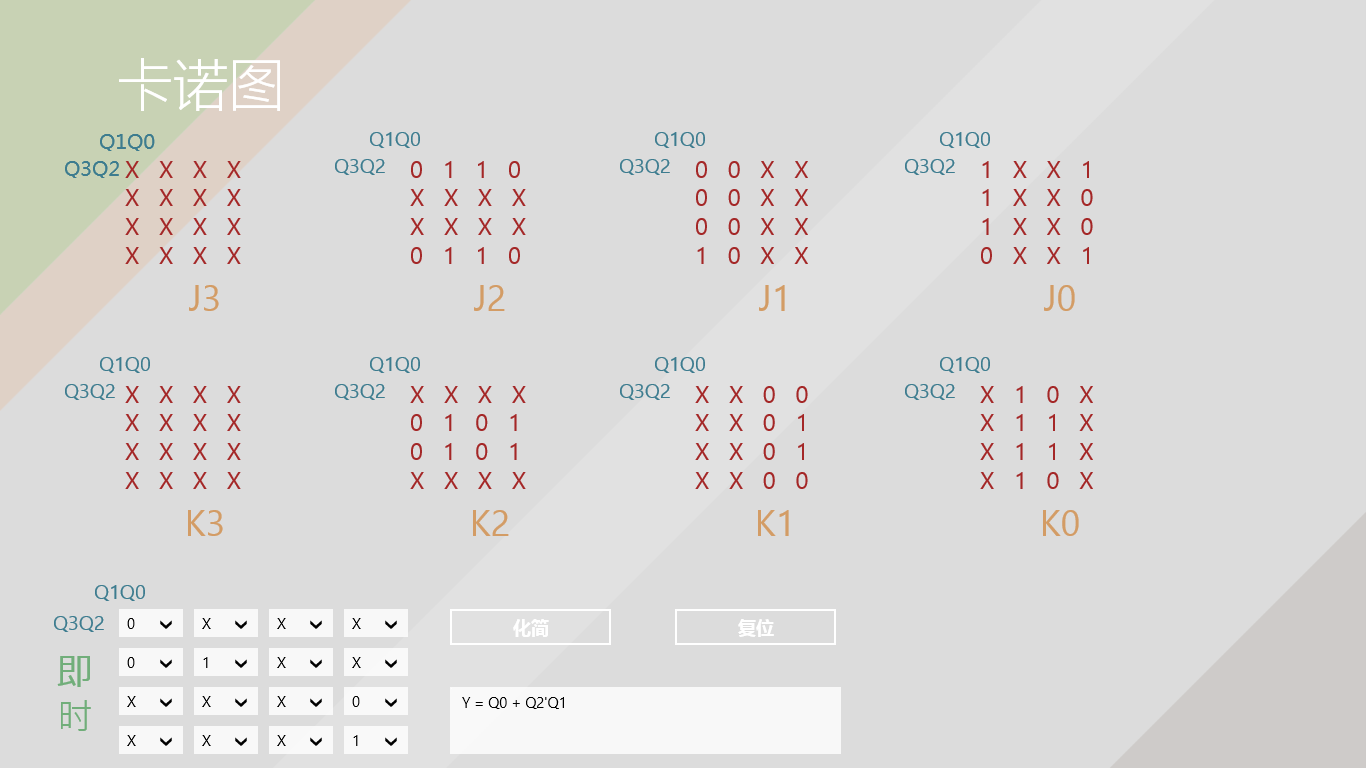 卡诺图
Q1Q0 Q1Q0 Q1Q0 Q1Q0
Q3Q2 X X X X Q3Q2 0 1 1 0 Q3Q2 0 0 X X Q3Q2 1 X X 1
X X X X X X X X 0 0 X X 1 X X 0
X X X X X X X X 0 0 X X 1 X X 0
X X X X 0 1 1 0 1 0 X X 0 X X 1
J3 J2 J1 J0
Q1Q0 Q1Q0 Q1Q0 Q1Q0
Q3Q2 X X X X Q3Q2 X X X X Q3Q2 X X 0 0 Q3Q2 X 1 0 X
X X X X 0 1 0 1 X X 0 1 X 1 1 X
X X X X 0 1 0 1 X X 0 1 X 1 1 X
X X X X X X X X X X 0 0 X 1 0 X
K3 K2 K1 K0
Q1Q0
Q3Q2 0 X X X 化简 复位
即 0 1 X X
时 X X X 0 Y = Q0 + Q2'Q1
X X X 1